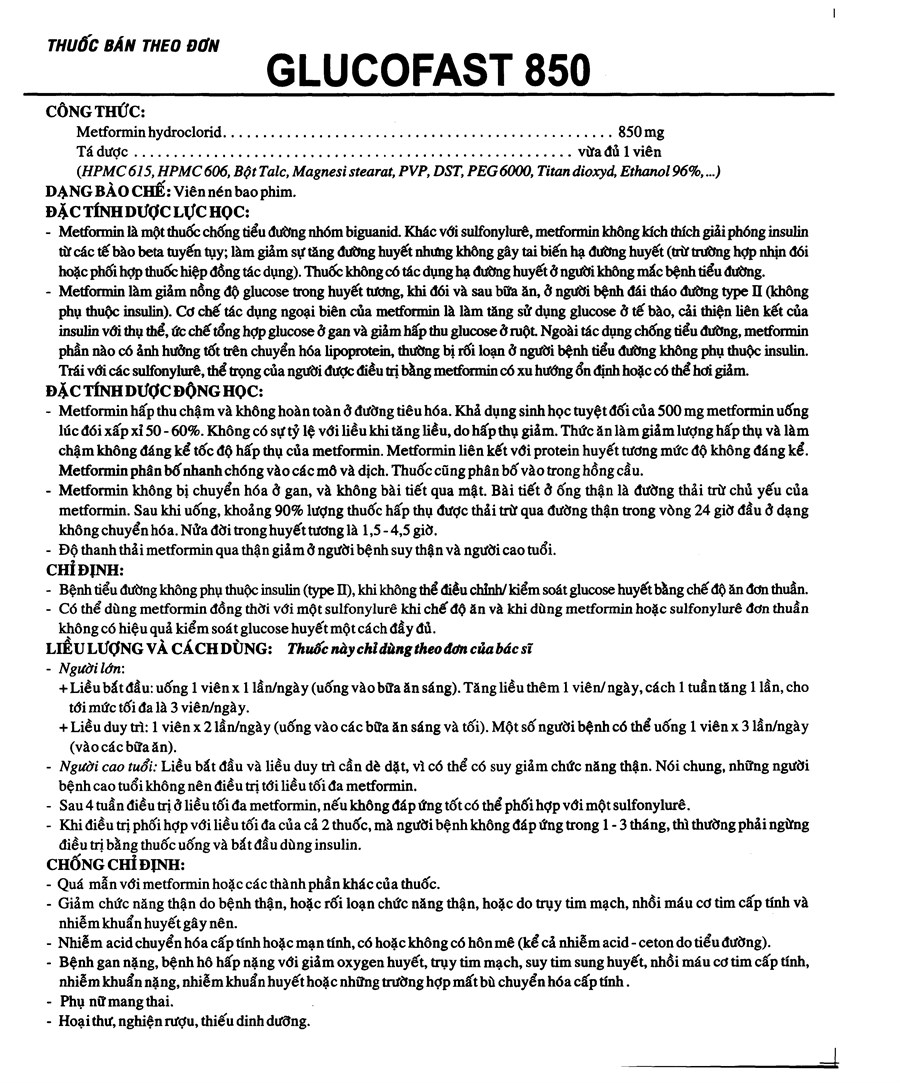 THUỐC BÁN THEO ĐƠN
GLUCOFAST 850
CÔNG THỨC:
Metformin hydroclorid.................................................. 850 mg
Tá dược ........................................................ vừa đủ 1 viên
(HPMC 615, HPMC 606, Bột Talc, Magnesi stearat, PVP, DST, PEG 6000, Titan dioxyd, Ethanol 96%,...)
DẠNG BÀO CHẾ: Viên nén bao phim.
ĐẶC TÍNH DƯỢC LỰC HỌC:
- Metformin là một thuốc chống tiểu đường nhóm biguanid. Khác với sulfonylurê, metformin không kích thích giải phóng insulin
từ các tế bào beta tuyến tụy; làm giảm sự tăng đường huyết nhưng không gây tai biến hạ đường huyết (trừ trường hợp nhịn đói
hoặc phối hợp thuốc hiệp đồng tác dụng). Thuốc không có tác dụng hạ đường huyết ở người không mắc bệnh tiểu đường.
- Metformin làm giảm nồng độ glucose trong huyết tương, khi đói và sau bữa ăn, ở người bệnh đái tháo đường type II (không
phụ thuộc insulin). Cơ chế tác dụng ngoại biên của metformin là làm tăng sử dụng glucose ở tế bào, cải thiện liên kết của
insulin với thụ thể, ức chế tổng hợp glucose ở gan và giảm hấp thu glucose ở ruột. Ngoài tác dụng chống tiểu đường, metformin
phần nào có ảnh hưởng tốt trên chuyển hóa lipoprotein, thường bị rối loạn ở người bệnh tiểu đường không phụ thuộc insulin.
Trái với các sulfonylurê, thể trọng của người được điều trị bằng metformin có xu hướng ổn định hoặc có thể hơi giảm.
ĐẶC TÍNH DƯỢC ĐỘNG HỌC:
- Metformin hấp thu chậm và không hoàn toàn ở đường tiêu hóa. Khả dụng sinh học tuyệt đối của 500 mg metformin uống
lúc đói xấp xỉ 50 - 60%. Không có sự tỷ lệ với liều khi tăng liều, do hấp thụ giảm. Thức ăn làm giảm lượng hấp thụ và làm
chậm không đáng kể tốc độ hấp thụ của metformin. Metformin liên kết với protein huyết tương mức độ không đáng kể.
Metformin phân bố nhanh chóng vào các mô và dịch. Thuốc cũng phân bố vào trong hồng cầu.
- Metformin không bị chuyển hóa ở gan, và không bài tiết qua mật. Bài tiết ở ống thận là đường thải trừ chủ yếu của
metformin. Sau khi uống, khoảng 90% lượng thuốc hấp thụ được thải trừ qua đường thận trong vòng 24 giờ đầu ở dạng
không chuyển hóa. Nửa đời trong huyết tương là 1,5 - 4,5 giờ.
- Độ thanh thải metformin qua thận giảm ở người bệnh suy thận và người cao tuổi.
CHỈ ĐỊNH:
- Bệnh tiểu đường không phụ thuộc insulin (type II), khi không thể điều chỉnh/ kiểm soát glucose huyết bằng chế độ ăn đơn thuần.
- Có thể dùng metformin đồng thời với một sulfonylurê khi chế độ ăn và khi dùng metformin hoặc sulfonylurê đơn thuần
không có hiệu quả kiểm soát glucose huyết một cách đầy đủ.
LIỀU LƯỢNG VÀ CÁCH DÙNG: Thuốc này chỉ dùng theo đơn của bác sĩ
- Người lớn:
+ Liều bắt đầu: uống 1 viên x 1 lần/ngày (uống vào bữa ăn sáng). Tăng liều thêm 1 viên/ ngày, cách 1 tuần tăng 1 lần, cho
tới mức tối đa là 3 viên/ngày.
+ Liều duy trì: 1 viên x 2 lần/ngày (uống vào các bữa ăn sáng và tối). Một số người bệnh có thể uống 1 viên x 3 lần/ngày
(vào các bữa ăn).
- Người cao tuổi: Liều bắt đầu và liều duy trì cần dè dặt, vì có thể có suy giảm chức năng thận. Nói chung, những người
bệnh cao tuổi không nên điều trị tới liều tối đa metformin.
- Sau 4 tuần điều trị ở liều tối đa metformin, nếu không đáp ứng tốt có thể phối hợp với một sulfonylurê.
- Khi điều trị phối hợp với liều tối đa của cả 2 thuốc, mà người bệnh không đáp ứng trong 1 - 3 tháng, thì thường phải ngừng
điều trị bằng thuốc uống và bắt đầu dùng insulin.
CHỐNG CHỈ ĐỊNH:
- Quá mẫn với metformin hoặc các thành phần khác của thuốc.
- Giảm chức năng thận do bệnh thận, hoặc rối loạn chức năng thận, hoặc do trụy tim mạch, nhồi máu cơ tim cấp tính và
nhiễm khuẩn huyết gây nên.
- Nhiễm acid chuyển hóa cấp tính hoặc mạn tính, có hoặc không có hôn mê (kể cả nhiễm acid - ceton do tiểu đường).
- Bệnh gan nặng, bệnh hô hấp nặng với giảm oxygen huyết, trụy tim mạch, suy tim sung huyết, nhồi máu cơ tim cấp tính,
nhiễm khuẩn nặng, nhiễm khuẩn huyết hoặc những trường hợp mất bù chuyển hóa cấp tính .
- Phụ nữ mang thai.
- Hoại thư, nghiện rượu, thiếu dinh dưỡng.